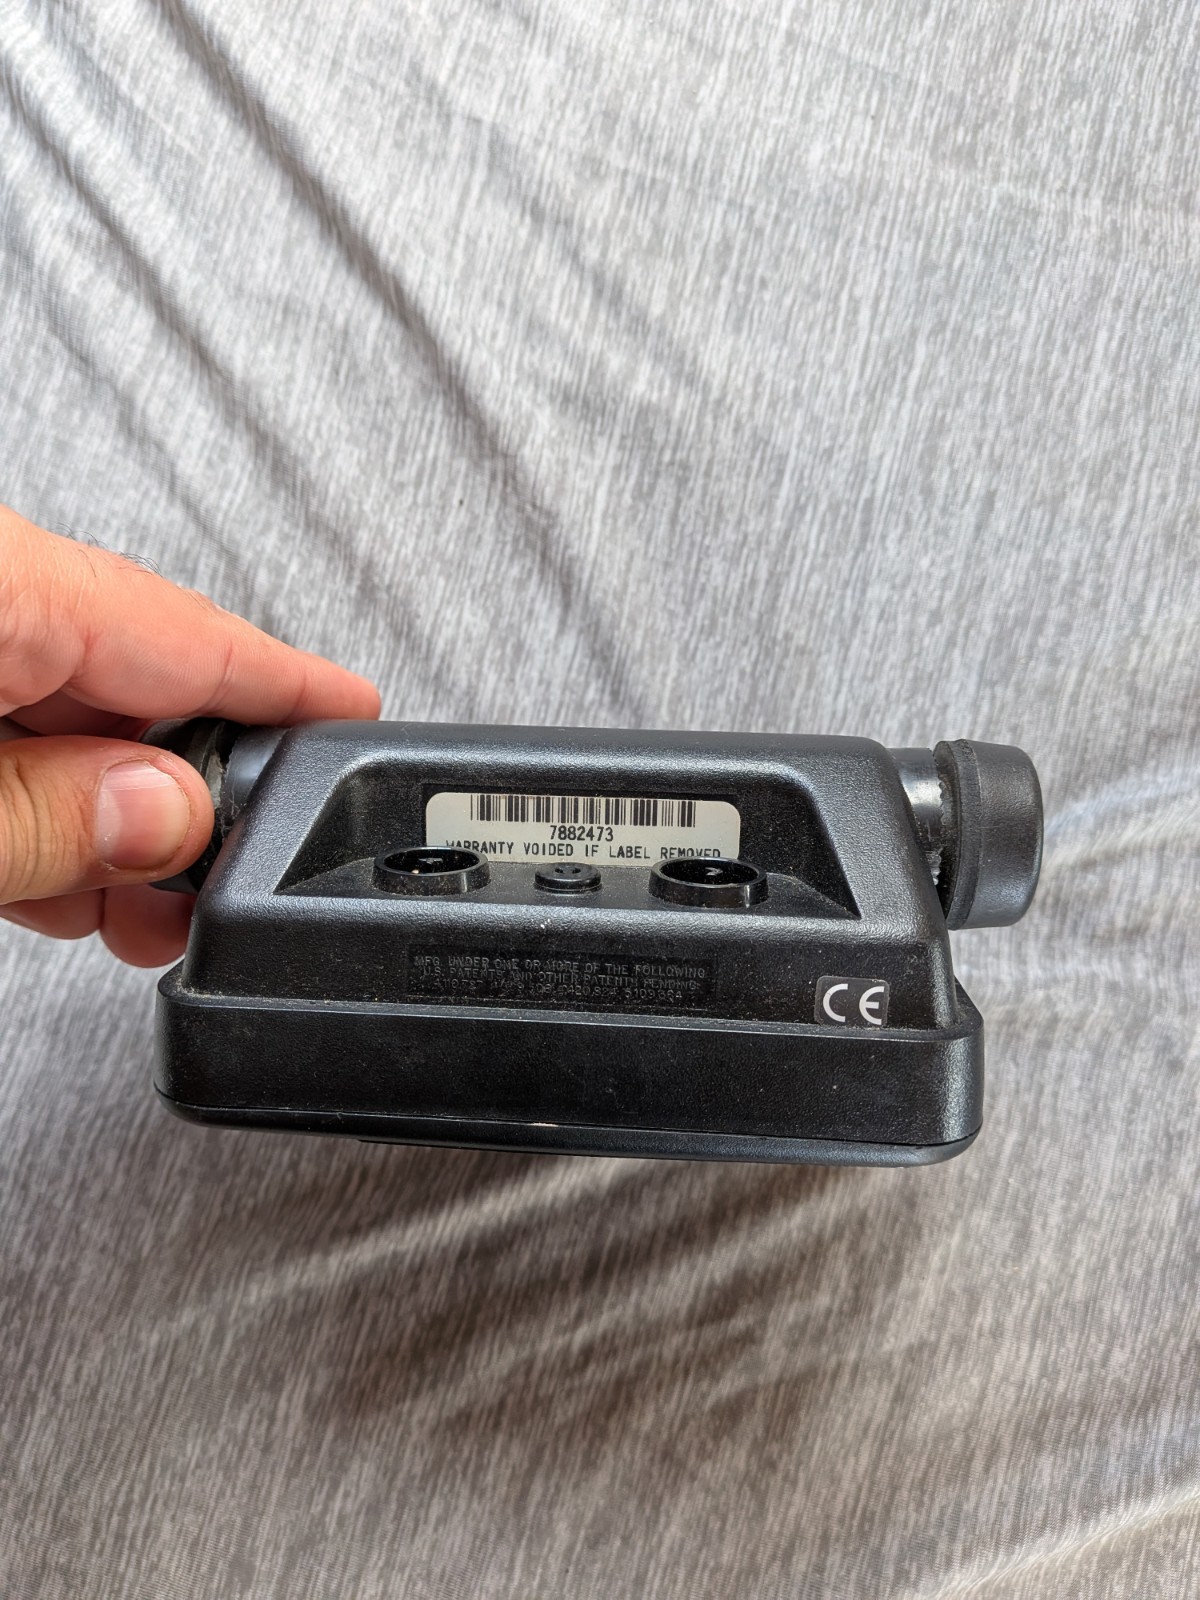 7882473
WARRANTY VOIDED IF LABEL REMOVED
MFG. UNDER ONE OR MORE OF THE FOLLOWING
U.S. PATENTS AND OTHER PATENTS PENDING:
CE